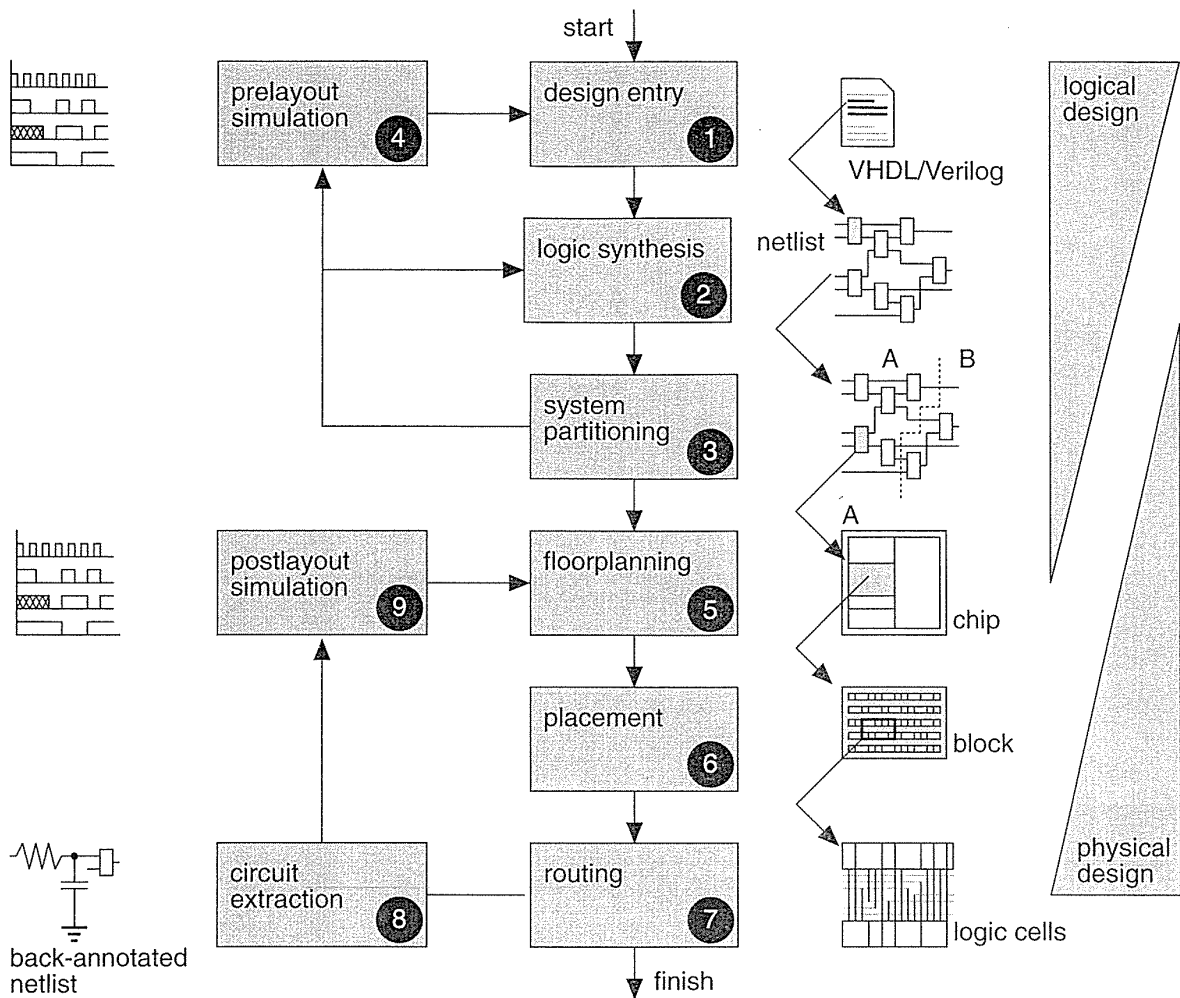 start
prelayout
simulation
4
design entry
1
VHDL/Verilog
logical
design
logic synthesis
2
netlist
system
partitioning
3
A
B
postlayout
simulation
9
floorplanning
5
A
chip
placement
6
block
circuit
extraction
8
routing
7
logic cells
physical
design
back-annotated
netlist
finish